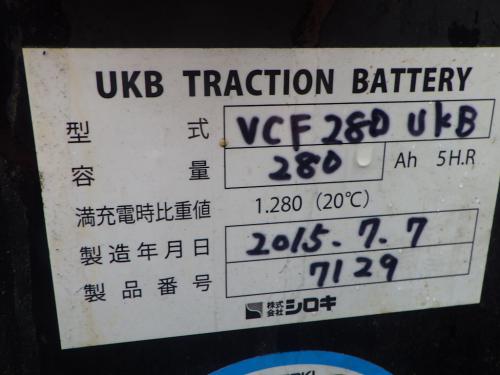 UKB TRACTION BATTERY
型式 VCF 280 UKB
容量 280 Ah 5H.R
満充電時比重値 1.280 (20℃)
製造年月日 2015.7.7
製品番号 7129
株式会社 シロキ